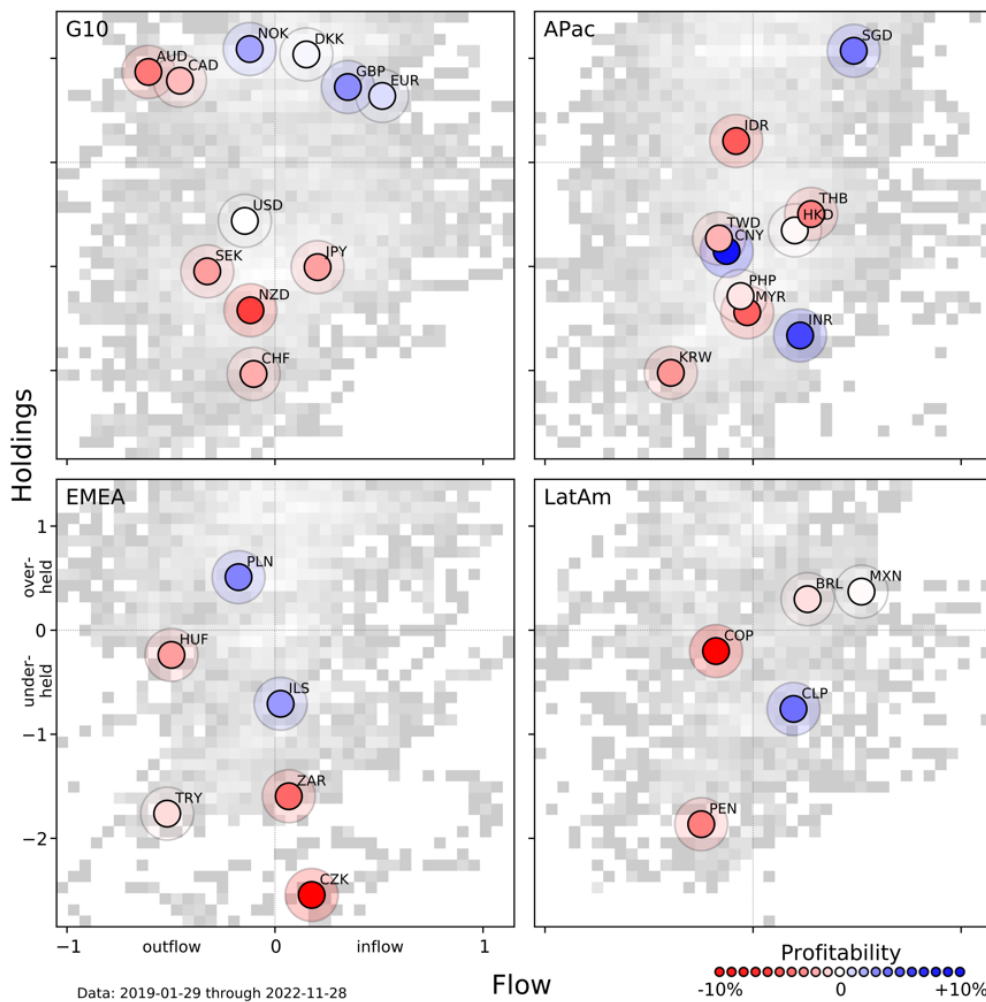 G10
NOK
DKK
AUD
CAD
GBP
EUR
USD
SEK
JPY
NZD
CHF
APac
SGD
IDR
THB
HKD
TWD
CNY
PHP
MYR
INR
KRW
Holdings
EMEA
PLN
HUF
ILS
ZAR
TRY
CZK
1
over-
held
0
under-
held
−1
−2
LatAm
BRL
MXN
COP
CLP
PEN
−1
outflow
0
inflow
1
Flow
Profitability
-10%
0
+10%
Data: 2019-01-29 through 2022-11-28